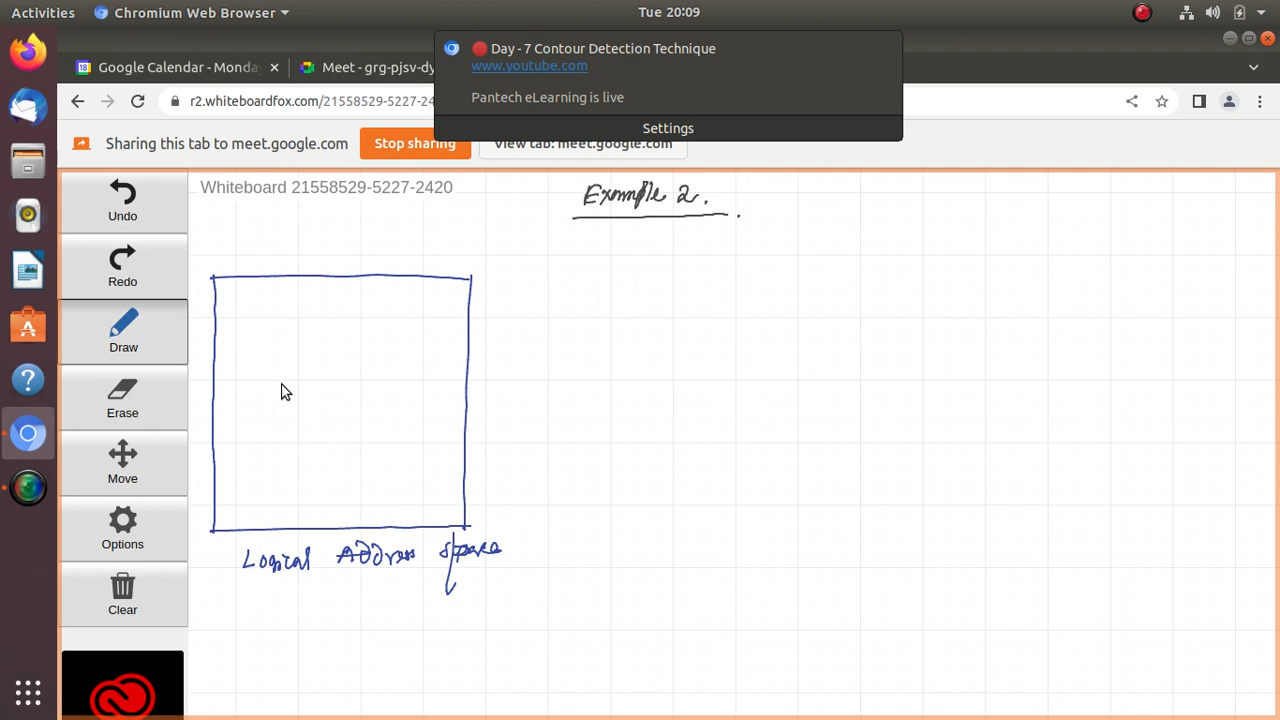 Activities
Chromium Web Browser
Tue 20:09
Day - 7 Contour Detection Technique
www.youtube.com
Pantech eLearning is live
Settings
Google Calendar - Monday
Meet - grg-pjsv-dy
r2.whiteboardfox.com/21558529-5227-24
Sharing this tab to meet.google.com
Stop sharing
View tab: meet.google.com
Whiteboard 21558529-5227-2420
Example 2.
Undo
Redo
Draw
Erase
Move
Options
Clear
Logical Address Space